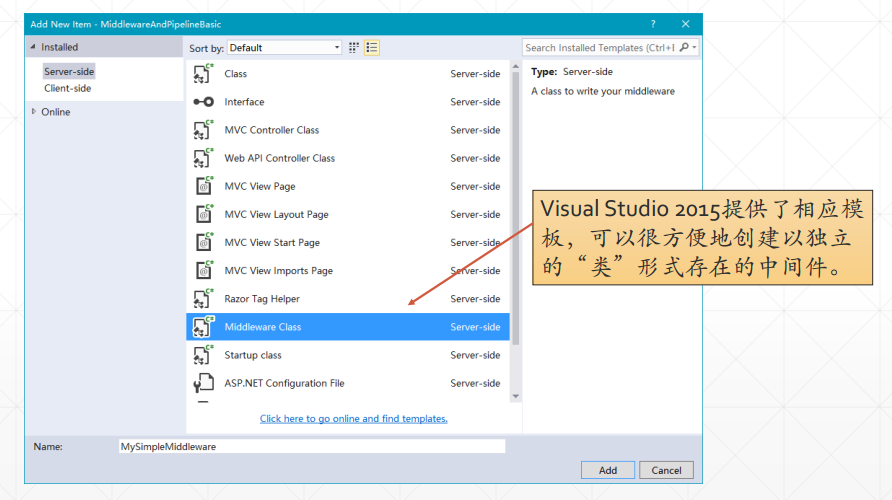 Add New Item - MiddlewareAndPipelineBasic
Installed
Server-side
Client-side
Online
Sort by: Default
Search Installed Templates (Ctrl+
Class Server-side
Interface Server-side
MVC Controller Class Server-side
Web API Controller Class Server-side
MVC View Page Server-side
MVC View Layout Page Server-side
MVC View Start Page Server-side
MVC View Imports Page Server-side
Razor Tag Helper Server-side
Middleware Class Server-side
Startup class Server-side
ASP.NET Configuration File Server-side
Click here to go online and find templates.
Type: Server-side
A class to write your middleware
Visual Studio 2015提供了相应模
板，可以很方便地创建以独立
的“类”形式存在的中间件。
Name: MySimpleMiddleware
Add Cancel